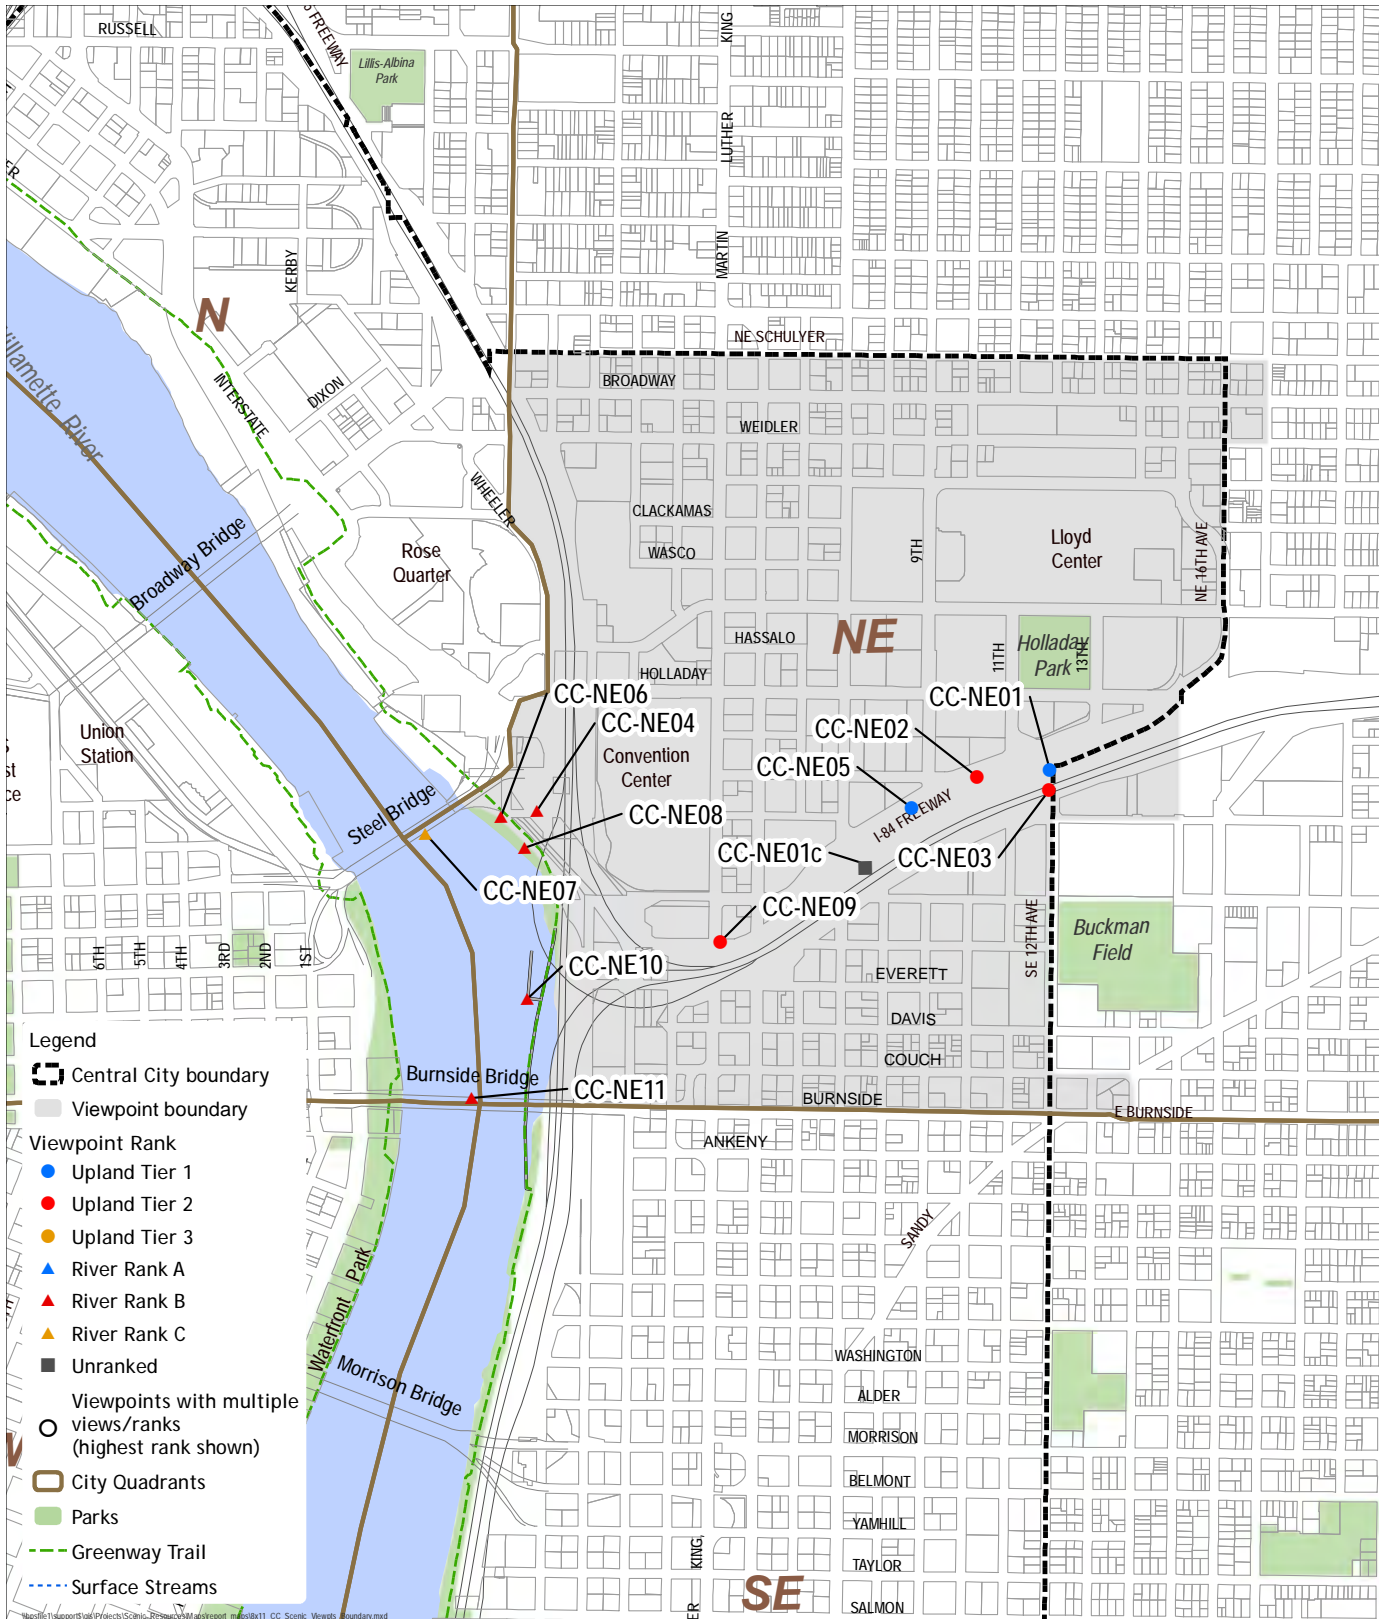 RUSSELL
FREEWAY
Lillis-Albina
Park
KING
LUTHER
MARTIN
KERBY
N
NE SCHULYER
INTERSTATE
DIXON
BROADWAY
WEIDLER
Willamette River
WHEELER
CLACKAMAS
WASCO
Broadway Bridge
Rose
Quarter
9TH
Lloyd
Center
NE 16TH AVE
HASSALO
NE
HOLLADAY
11TH
Holladay
Park
13TH
CC-NE06
CC-NE04
CC-NE01
CC-NE02
Union
Station
Convention
Center
CC-NE05
Steel Bridge
CC-NE08
I-84 FREEWAY
CC-NE01c
CC-NE03
CC-NE07
CC-NE09
SE 12TH AVE
Buckman
Field
6TH
5TH
4TH
3RD
2ND
1ST
CC-NE10
EVERETT
DAVIS
COUCH
Burnside Bridge
CC-NE11
BURNSIDE
E BURNSIDE
ANKENY
SANDY
Waterfront Park
Morrison Bridge
WASHINGTON
ALDER
MORRISON
BELMONT
YAMHILL
TAYLOR
SALMON
KING,
ER
SE
Legend
Central City boundary
Viewpoint boundary
Viewpoint Rank
Upland Tier 1
Upland Tier 2
Upland Tier 3
River Rank A
River Rank B
River Rank C
Unranked
Viewpoints with multiple
views/ranks
(highest rank shown)
City Quadrants
Parks
Greenway Trail
Surface Streams